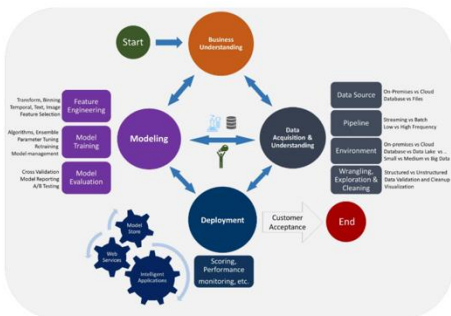 Start
Business
Understanding
Transform, Binning
Temporal, Text, Image
Feature Selection
Feature
Engineering
Algorithms, Ensemble
Parameter Tuning
Retraining
Model management
Model
Training
Cross Validation
Model Reporting
A/B Testing
Model
Evaluation
Modeling
Data
Acquisition &
Understanding
Data Source
On-Premises vs Cloud
Database vs Files
Pipeline
Streaming vs Batch
Low vs High Frequency
Environment
On-premises vs Cloud
Database vs Data Lake vs ..
Small vs Medium vs Big Data
Wrangling,
Exploration &
Cleaning
Structured vs Unstructured
Data Validation and Cleanup
Visualization
Deployment
Customer
Acceptance
End
Scoring,
Performance
monitoring, etc.
Model
Store
Web
Services
Intelligent
Applications